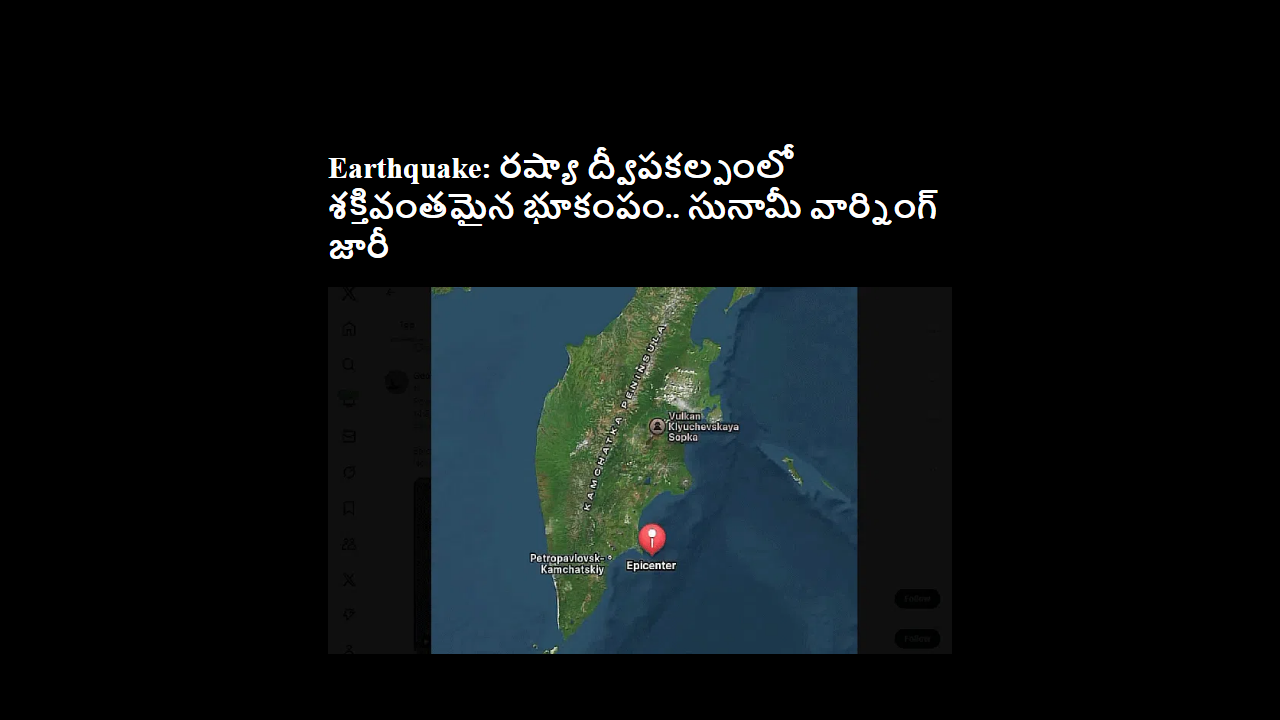 Earthquake: రష్యా ద్వీపకల్పంలో
శక్తివంతమైన భూకంపం.. సునామీ వార్నింగ్
జారీ
KAMCHATKA PENINSULA
Vulkan
Klyuchevskaya
Sopka
Petropavlovsk-
Kamchatskiy
Epicenter
Follow
Follow